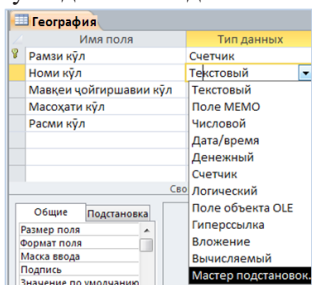 География
Имя поля Тип данных
Рамзи кӯл Счетчик
Номи кӯл Текстовый
Мавқеи ҷойгиршавии кӯл Текстовый
Масоҳати кӯл Поле МЕМО
Расми кӯл Числовой
Дата/время
Денежный
Сво Счетчик
Логический
Общие Подстановка Поле объекта OLE
Размер поля Гиперссылка
Формат поля Вложение
Маска ввода Вычисляемый
Подпись Мастер подстановок.
Значение по умолчанию